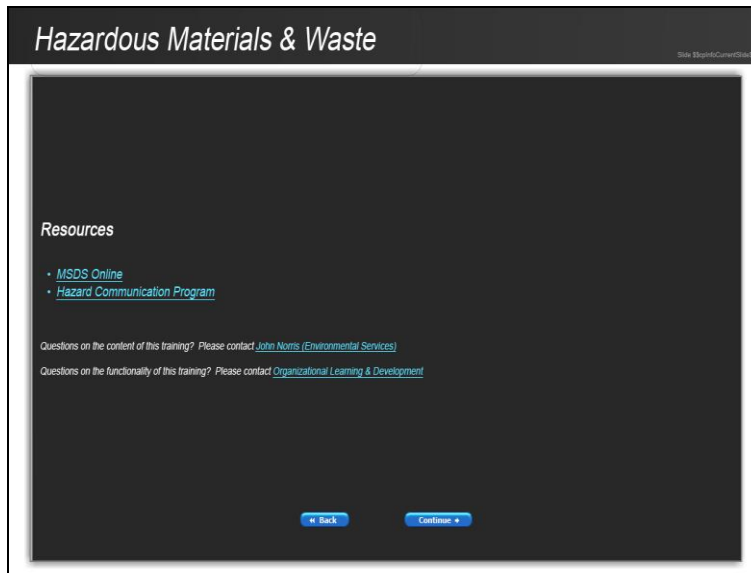 Hazardous Materials & Waste
Slide $$cpInfoCurrentSlide$
Resources
• MSDS Online
• Hazard Communication Program
Questions on the content of this training? Please contact John Norris (Environmental Services)
Questions on the functionality of this training? Please contact Organizational Learning & Development
Back
Continue